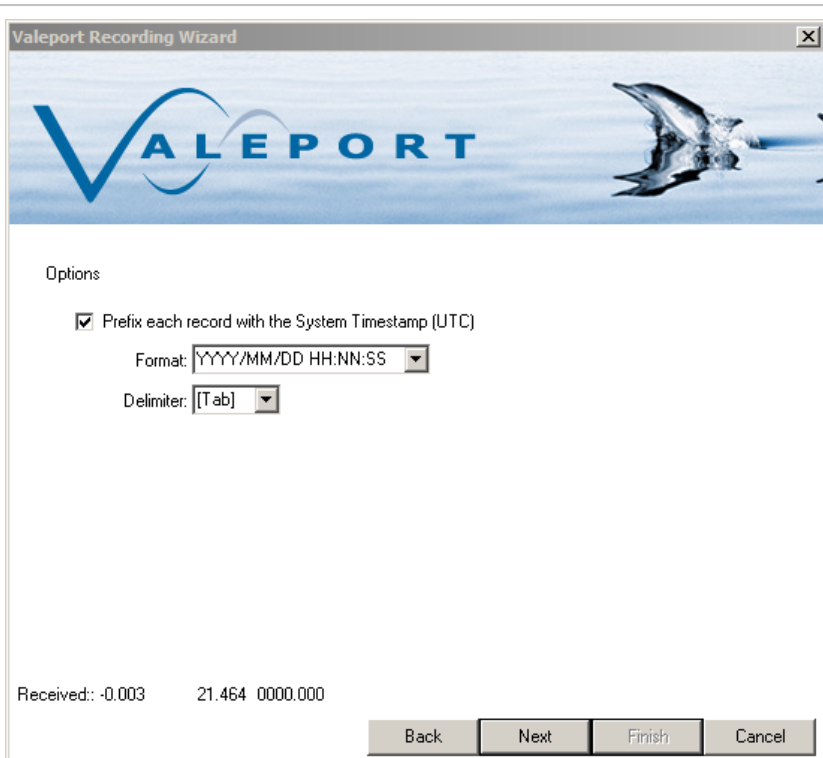 Valeport Recording Wizard
VALEPORT
Options
Prefix each record with the System Timestamp (UTC)
Format: YYYY/MM/DD HH:NN:SS
Delimiter: [Tab]
Received:: -0.003 21.464 0000.000
Back Next Finish Cancel